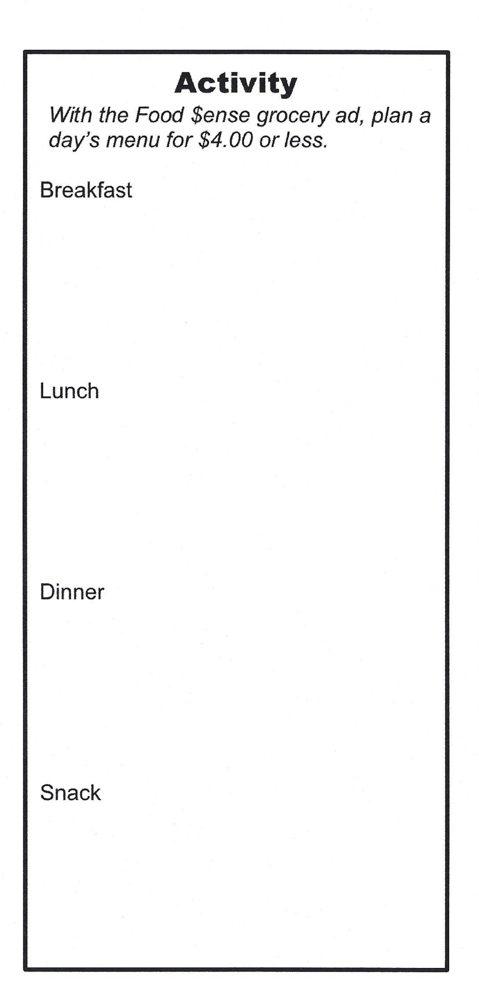 Activity
With the Food $ense grocery ad, plan a
day's menu for $4.00 or less.
Breakfast
Lunch
Dinner
Snack